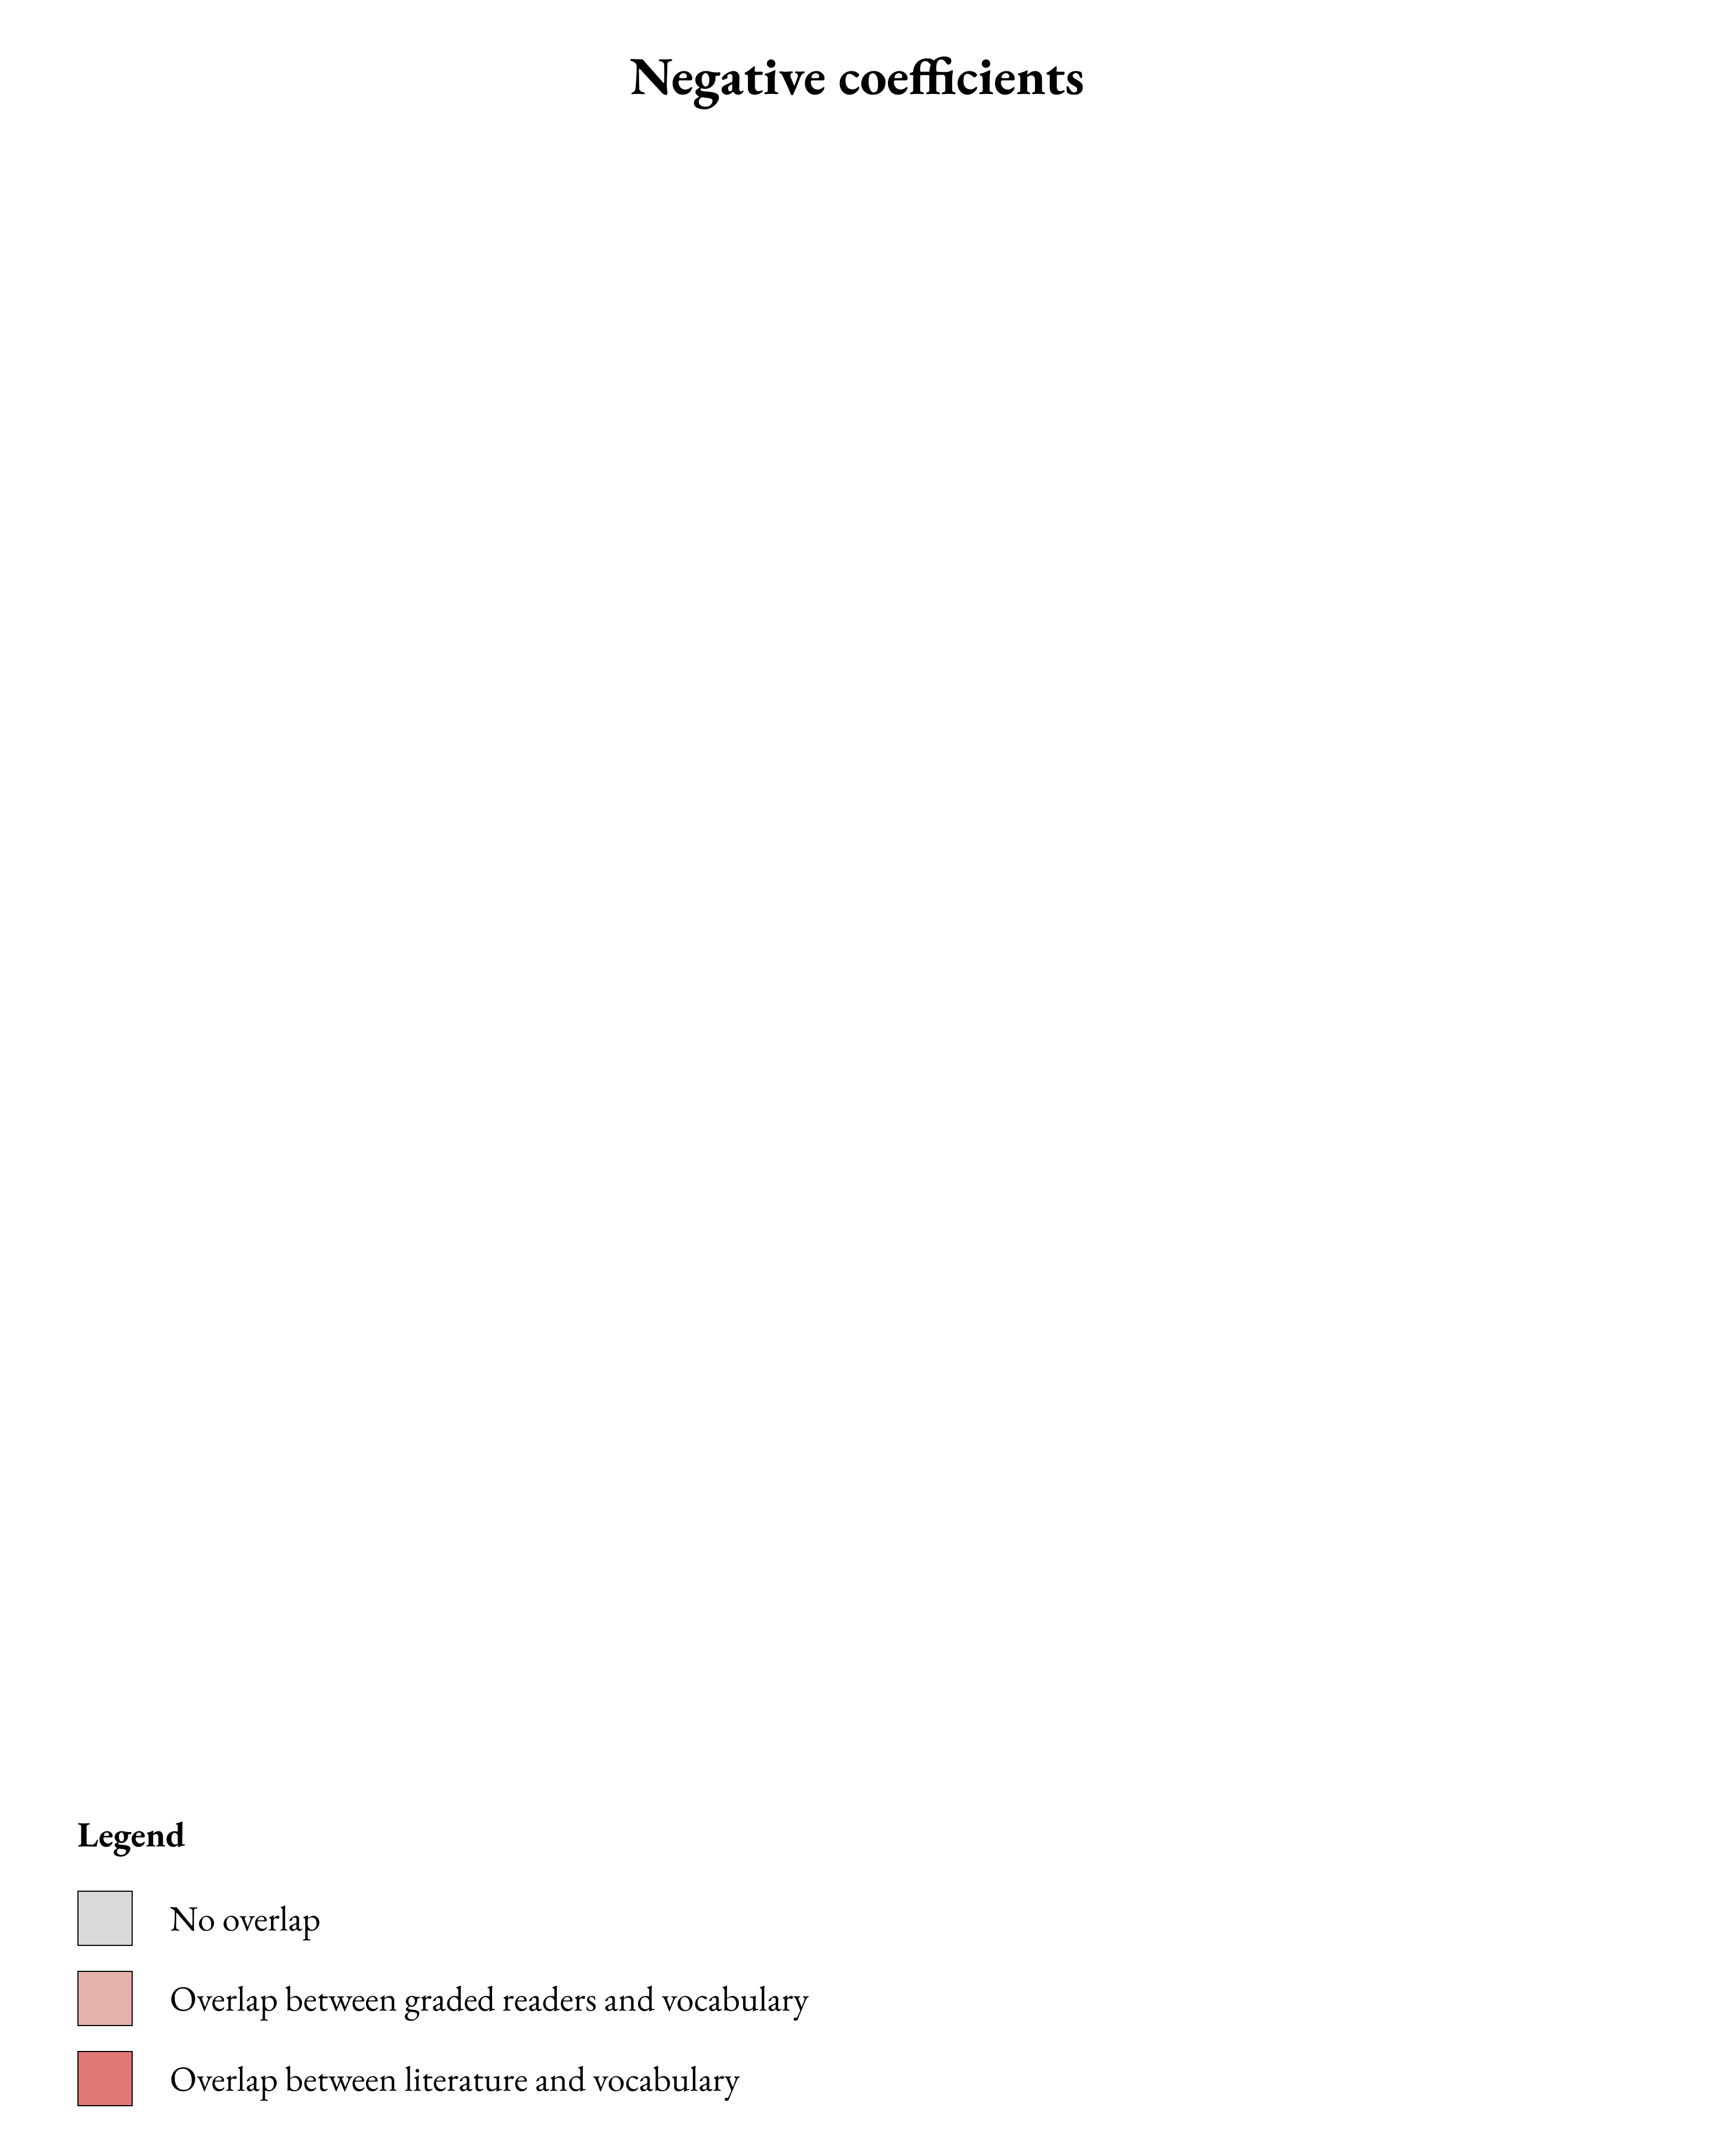 Negative coefficients
Legend
No overlap
Overlap between graded readers and vocabulary
Overlap between literature and vocabulary